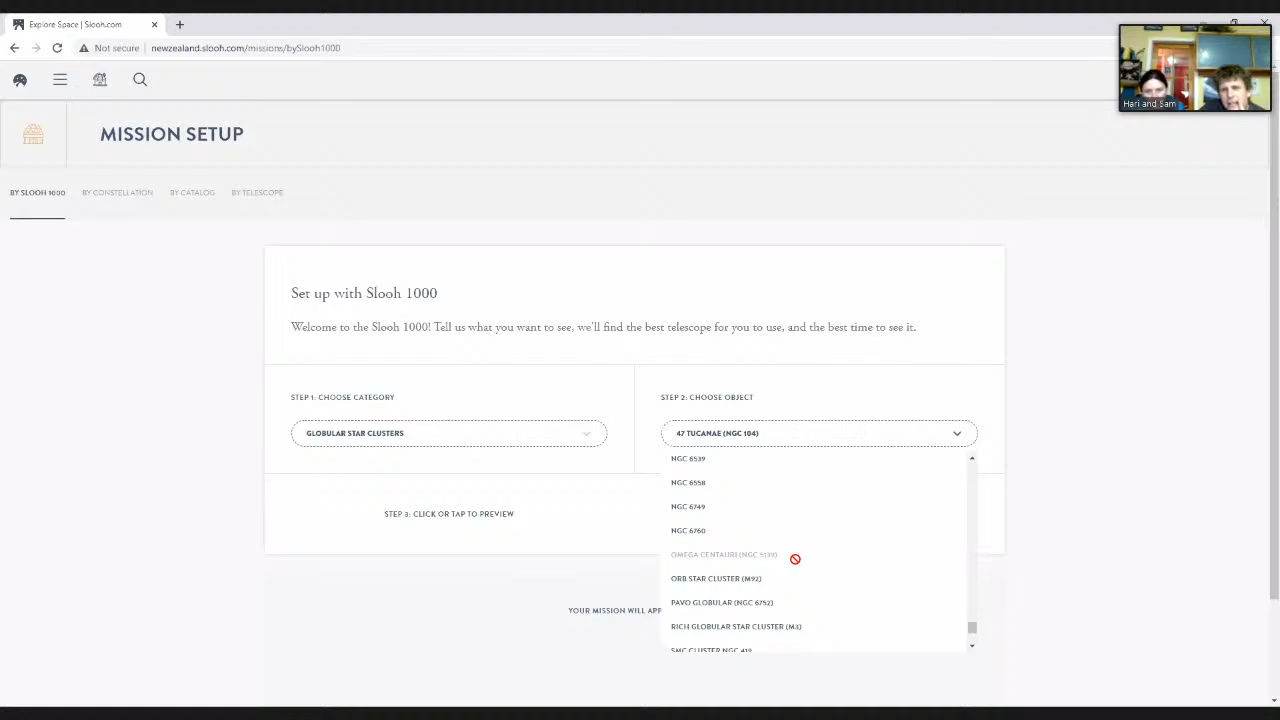 Explore Space | Slooh.com
Not secure
newzealand.slooh.com/missions/bySlooh1000
Hari and Sam
MISSION SETUP
BY SLOOH 1000
BY CONSTELLATION
BY CATALOG
BY TELESCOPE
Set up with Slooh 1000
Welcome to the Slooh 1000! Tell us what you want to see, we'll find the best telescope for you to use, and the best time to see it.
STEP 1: CHOOSE CATEGORY
GLOBULAR STAR CLUSTERS
STEP 2: CHOOSE OBJECT
47 TUCANAE (NGC 104)
NGC 6539
NGC 6558
NGC 6749
NGC 6760
OMEGA CENTAURI (NGC 5139)
ORB STAR CLUSTER (M92)
PAVO GLOBULAR (NGC 6752)
RICH GLOBULAR STAR CLUSTER (M3)
SMC CLUSTER NGC 419
STEP 3: CLICK OR TAP TO PREVIEW
YOUR MISSION WILL APP